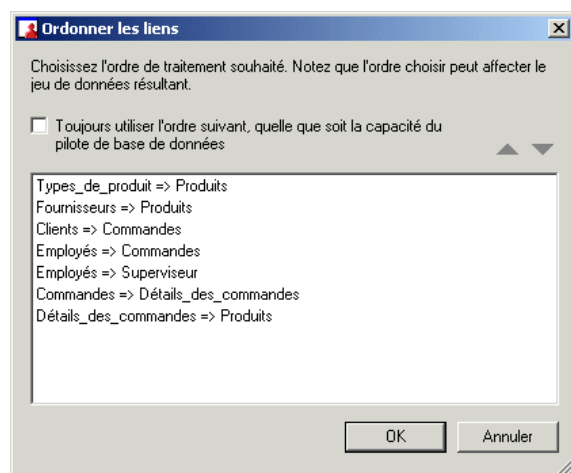 Ordonner les liens
Choisissez l'ordre de traitement souhaité. Notez que l'ordre choisir peut affecter le
jeu de données résultant.
Toujours utiliser l'ordre suivant, quelle que soit la capacité du
pilote de base de données
Types_de_produit => Produits
Fournisseurs => Produits
Clients => Commandes
Employés => Commandes
Employés => Superviseur
Commandes => Détails_des_commandes
Détails_des_commandes => Produits
OK
Annuler